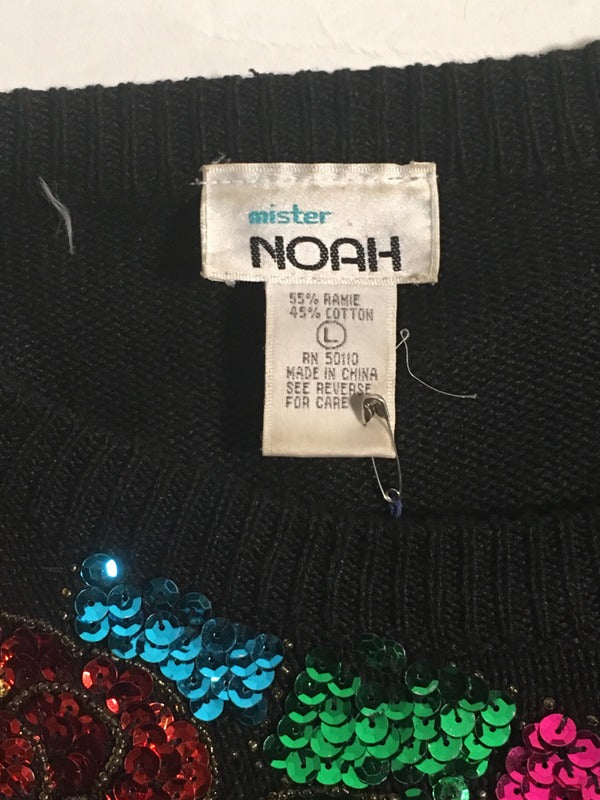 mister
NOAH
55% RAMIE
45% COTTON
L
RN 50110
MADE IN CHINA
SEE REVERSE
FOR CARE